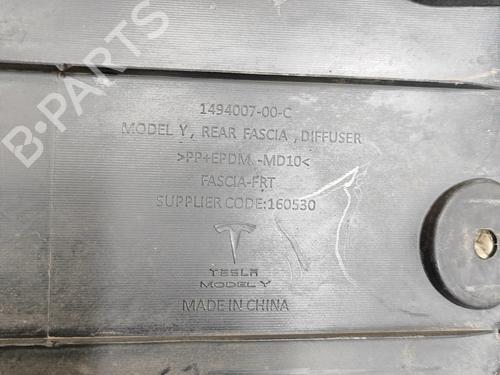 B-PARTS
1494007-00-C
MODEL Y, REAR FASCIA, DIFFUSER
>PP+EPDM -MD10<
FASCIA-FRT
SUPPLIER CODE:160530
TESLA
MODEL Y
MADE IN CHINA